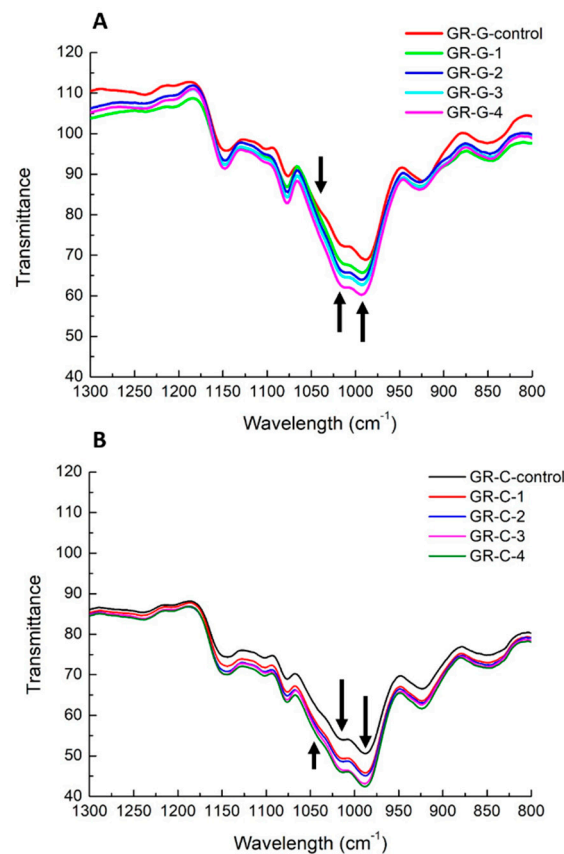 A
GR-G-control
GR-G-1
GR-G-2
GR-G-3
GR-G-4
120
110
100
90
80
70
60
50
40
Transmittance
1300 1250 1200 1150 1100 1050 1000 950 900 850 800
Wavelength (cm-1)
B
GR-C-control
GR-C-1
GR-C-2
GR-C-3
GR-C-4
120
110
100
90
80
70
60
50
40
Transmittance
1300 1250 1200 1150 1100 1050 1000 950 900 850 800
Wavelength (cm-1)